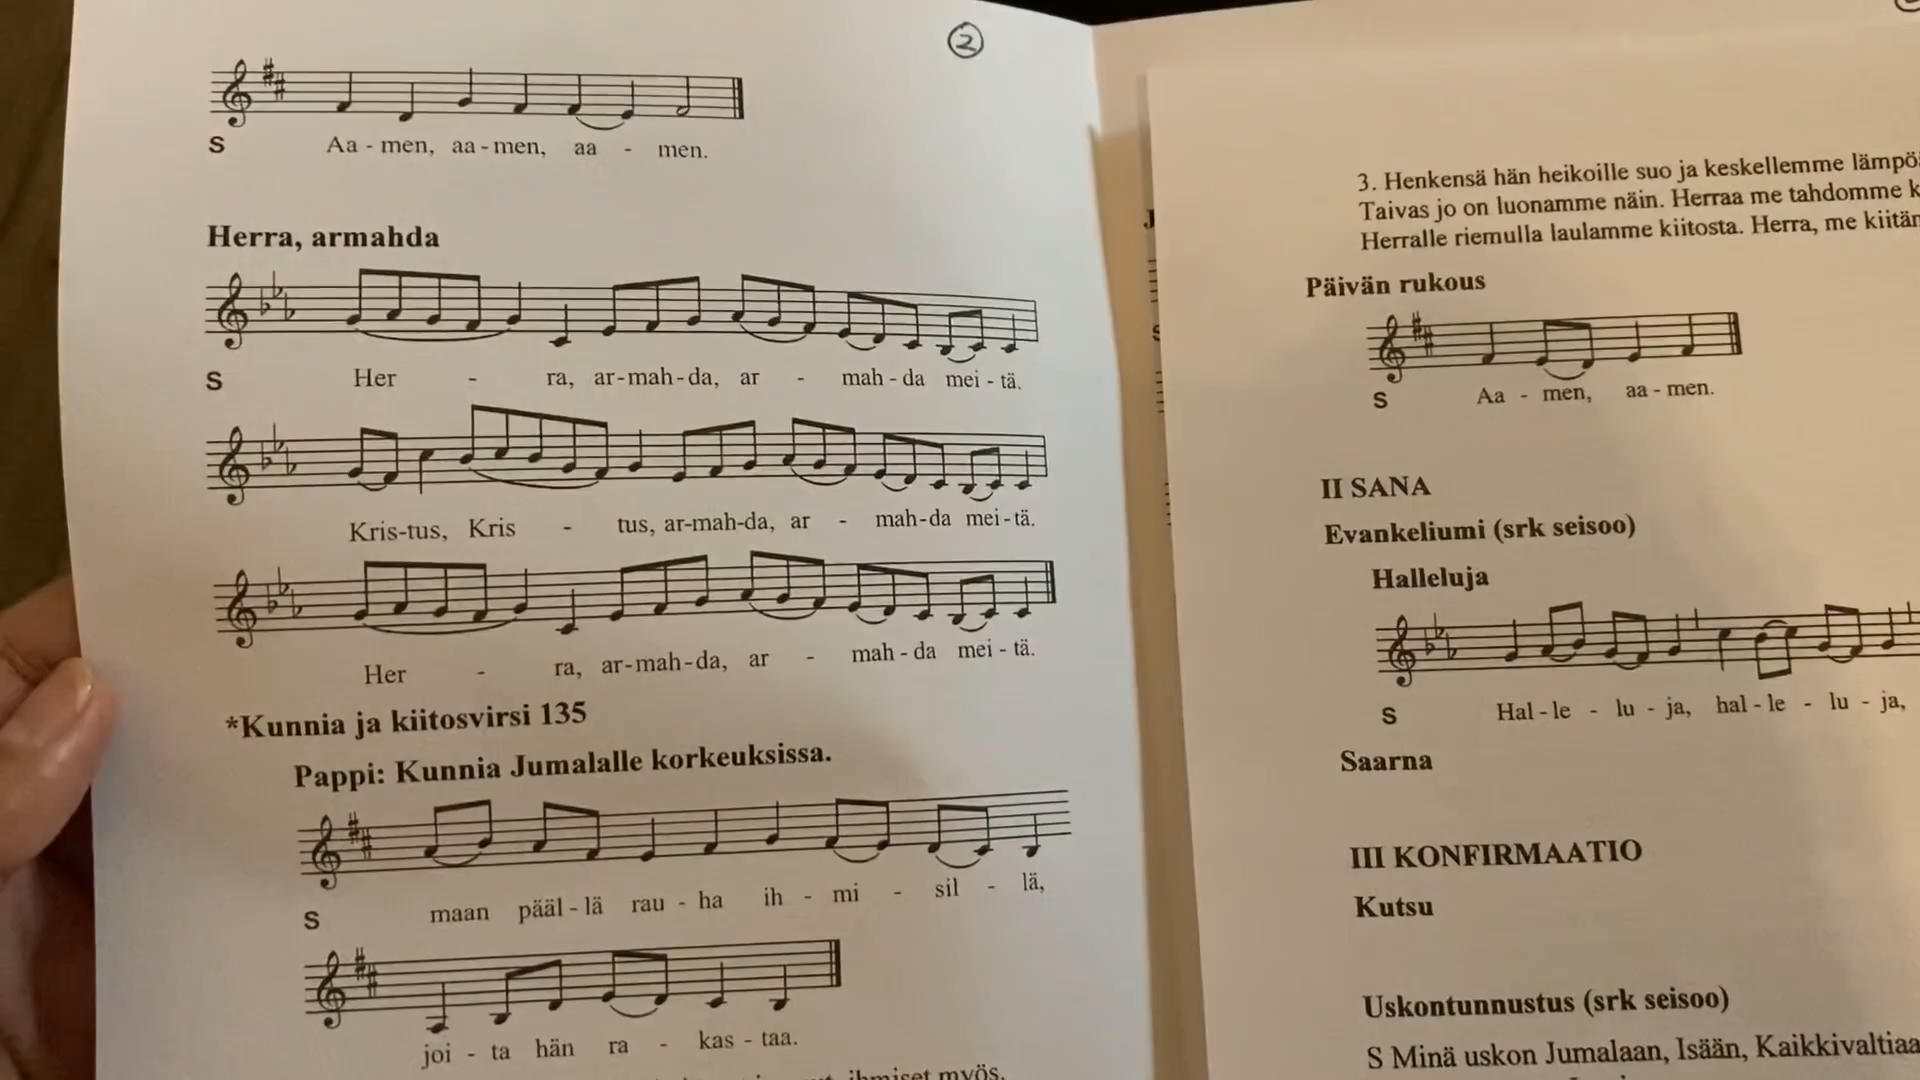 2
S Aa - men, aa - men, aa - men.
Herra, armahda
S Her - ra, ar-mah-da, ar - mah - da mei - tä.
Kris-tus, Kris - tus, ar-mah-da, ar - mah-da mei-tä.
Her - ra, ar-mah-da, ar - mah - da mei - tä.
*Kunnia ja kiitosvirsi 135
Pappi: Kunnia Jumalalle korkeuksissa.
S maan pääl - lä rau - ha ih - mi - sil - lä,
joi - ta hän ra - kas - taa.
ihmiset myös.
3. Henkensä hän heikoille suo ja keskellemme
Taivas jo on luonamme näin. Herraa me tahdomme
Herralle riemulla laulamme kiitosta. Herra, me
Päivän rukous
S Aa - men, aa - men.
II SANA
Evankeliumi (srk seisoo)
Halleluja
S Hal - le - lu - ja, hal - le - lu - ja,
Saarna
III KONFIRMAATIO
Kutsu
Uskontunnustus (srk seisoo)
S Minä uskon Jumalaan, Isään,